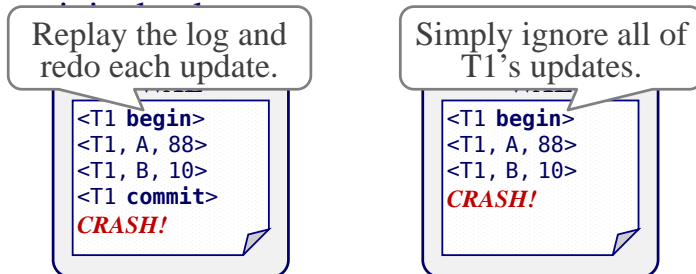 Replay the log and
redo each update.
<T1 begin>
<T1, A, 88>
<T1, B, 10>
<T1 commit>
CRASH!
Simply ignore all of
T1’s updates.
<T1 begin>
<T1, A, 88>
<T1, B, 10>
CRASH!